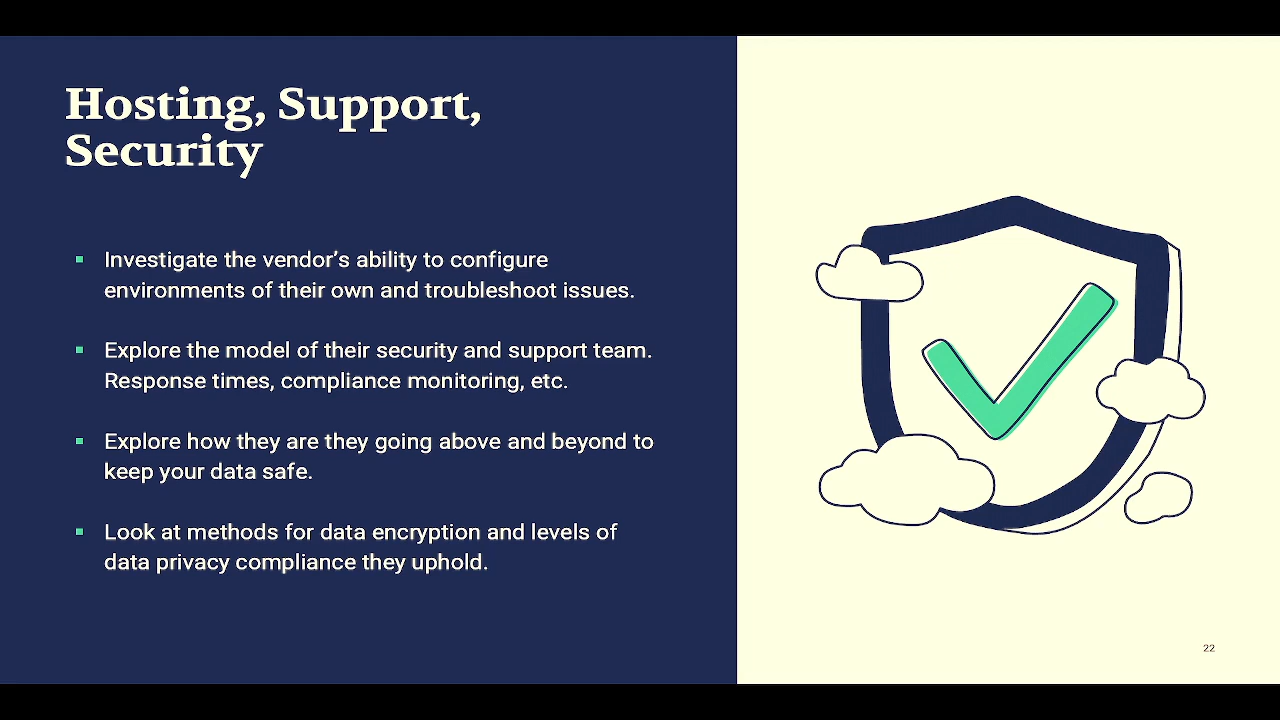 Hosting, Support,
Security
▪ Investigate the vendor’s ability to configure
environments of their own and troubleshoot issues.
▪ Explore the model of their security and support team.
Response times, compliance monitoring, etc.
▪ Explore how they are they going above and beyond to
keep your data safe.
▪ Look at methods for data encryption and levels of
data privacy compliance they uphold.
22